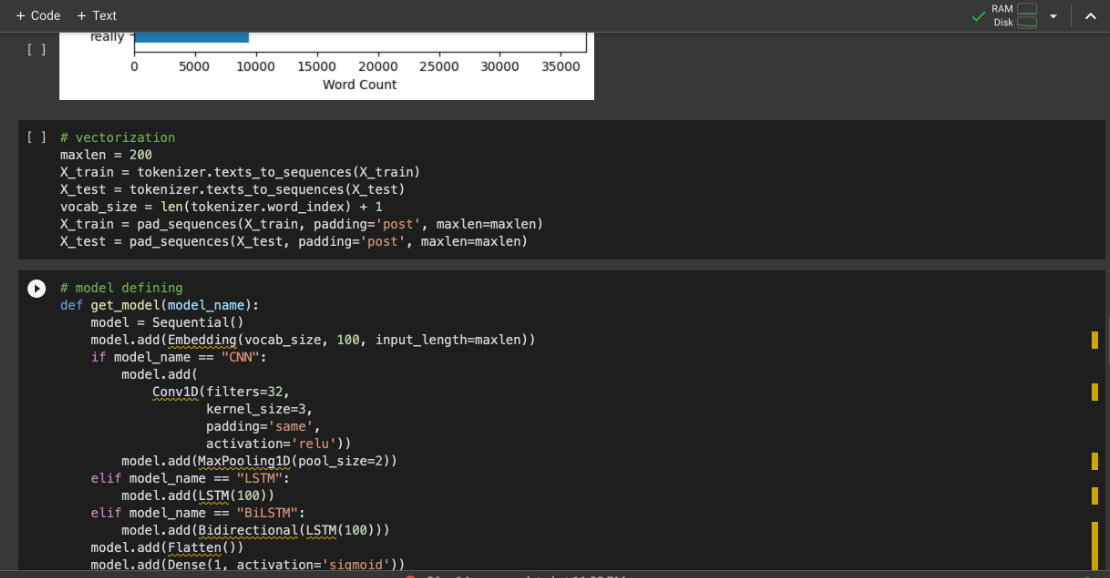 + Code + Text
RAM
Disk
really
[ ]
0 5000 10000 15000 20000 25000 30000 35000
Word Count
[ ] # vectorization
maxlen = 200
X_train = tokenizer.texts_to_sequences(X_train)
X_test = tokenizer.texts_to_sequences(X_test)
vocab_size = len(tokenizer.word_index) + 1
X_train = pad_sequences(X_train, padding='post', maxlen=maxlen)
X_test = pad_sequences(X_test, padding='post', maxlen=maxlen)
# model defining
def get_model(model_name):
    model = Sequential()
    model.add(Embedding(vocab_size, 100, input_length=maxlen))
    if model_name == "CNN":
        model.add(
            Conv1D(filters=32,
                   kernel_size=3,
                   padding='same',
                   activation='relu'))
        model.add(MaxPooling1D(pool_size=2))
    elif model_name == "LSTM":
        model.add(LSTM(100))
    elif model_name == "BiLSTM":
        model.add(Bidirectional(LSTM(100)))
    model.add(Flatten())
    model.add(Dense(1, activation='sigmoid'))